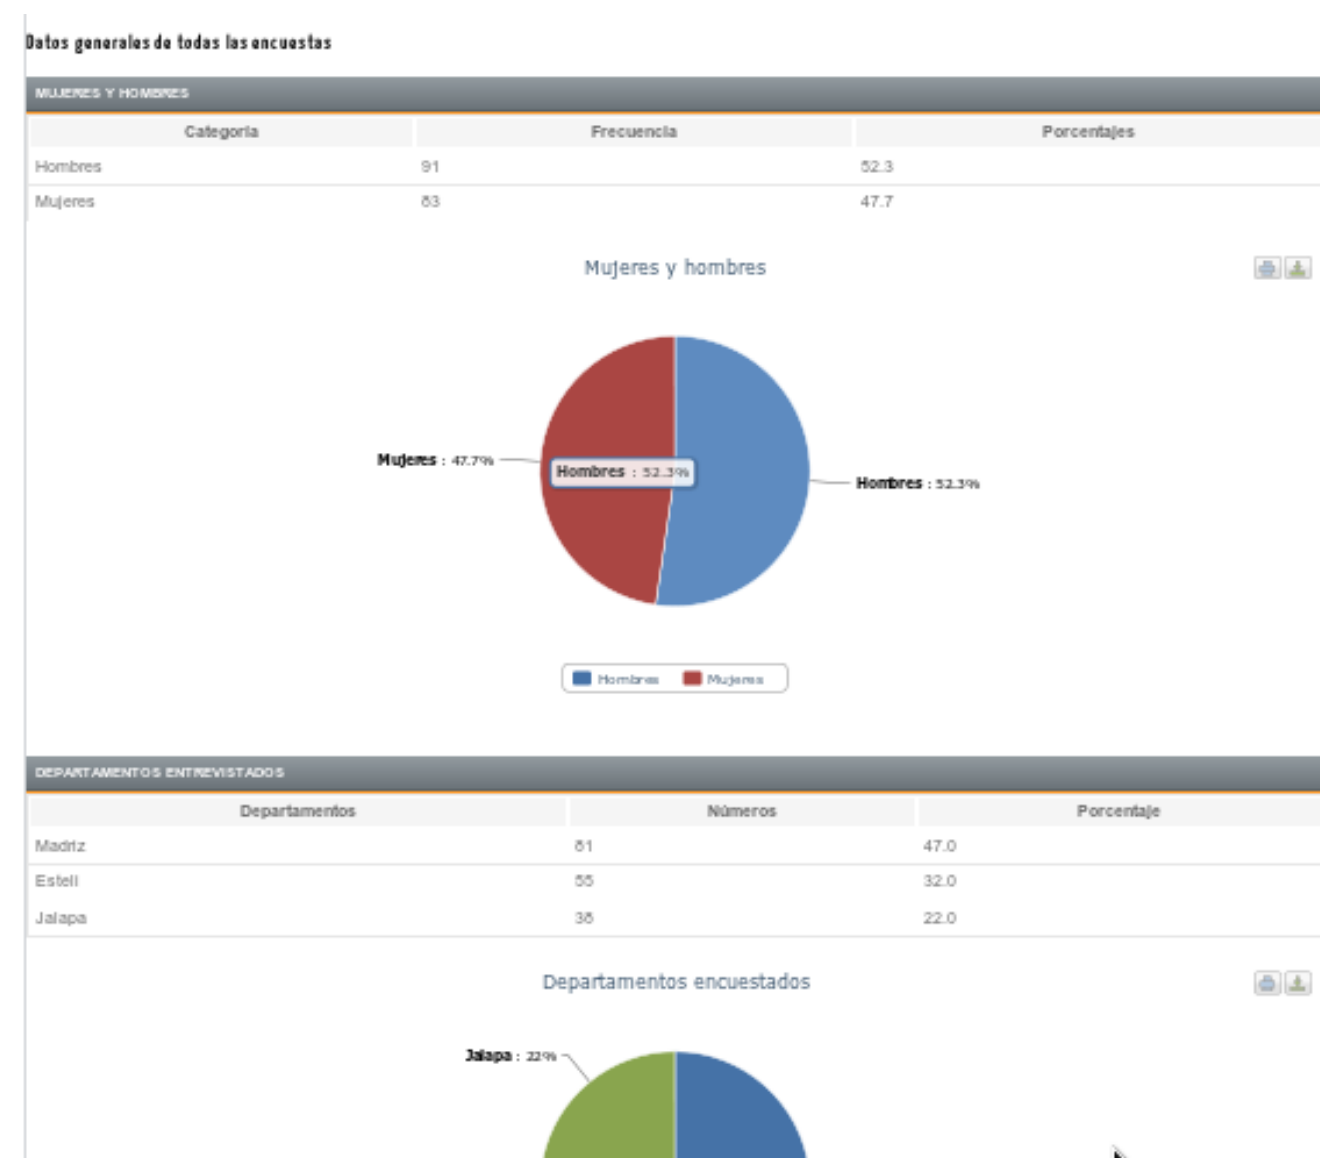 Datos generales de todas las encuestas
MUJERES Y HOMBRES
Categoria Frecuencia Porcentajes
Hombres 91 52.3
Mujeres 83 47.7
Mujeres y hombres
Mujeres : 47.7%
Hombres : 52.3%
Hombres : 52.3%
Hombres Mujeres
DEPARTAMENTOS ENTREVISTADOS
Departamentos Números Porcentaje
Madriz 81 47.0
Esteli 55 32.0
Jalapa 38 22.0
Departamentos encuestados
Jalapa : 22%